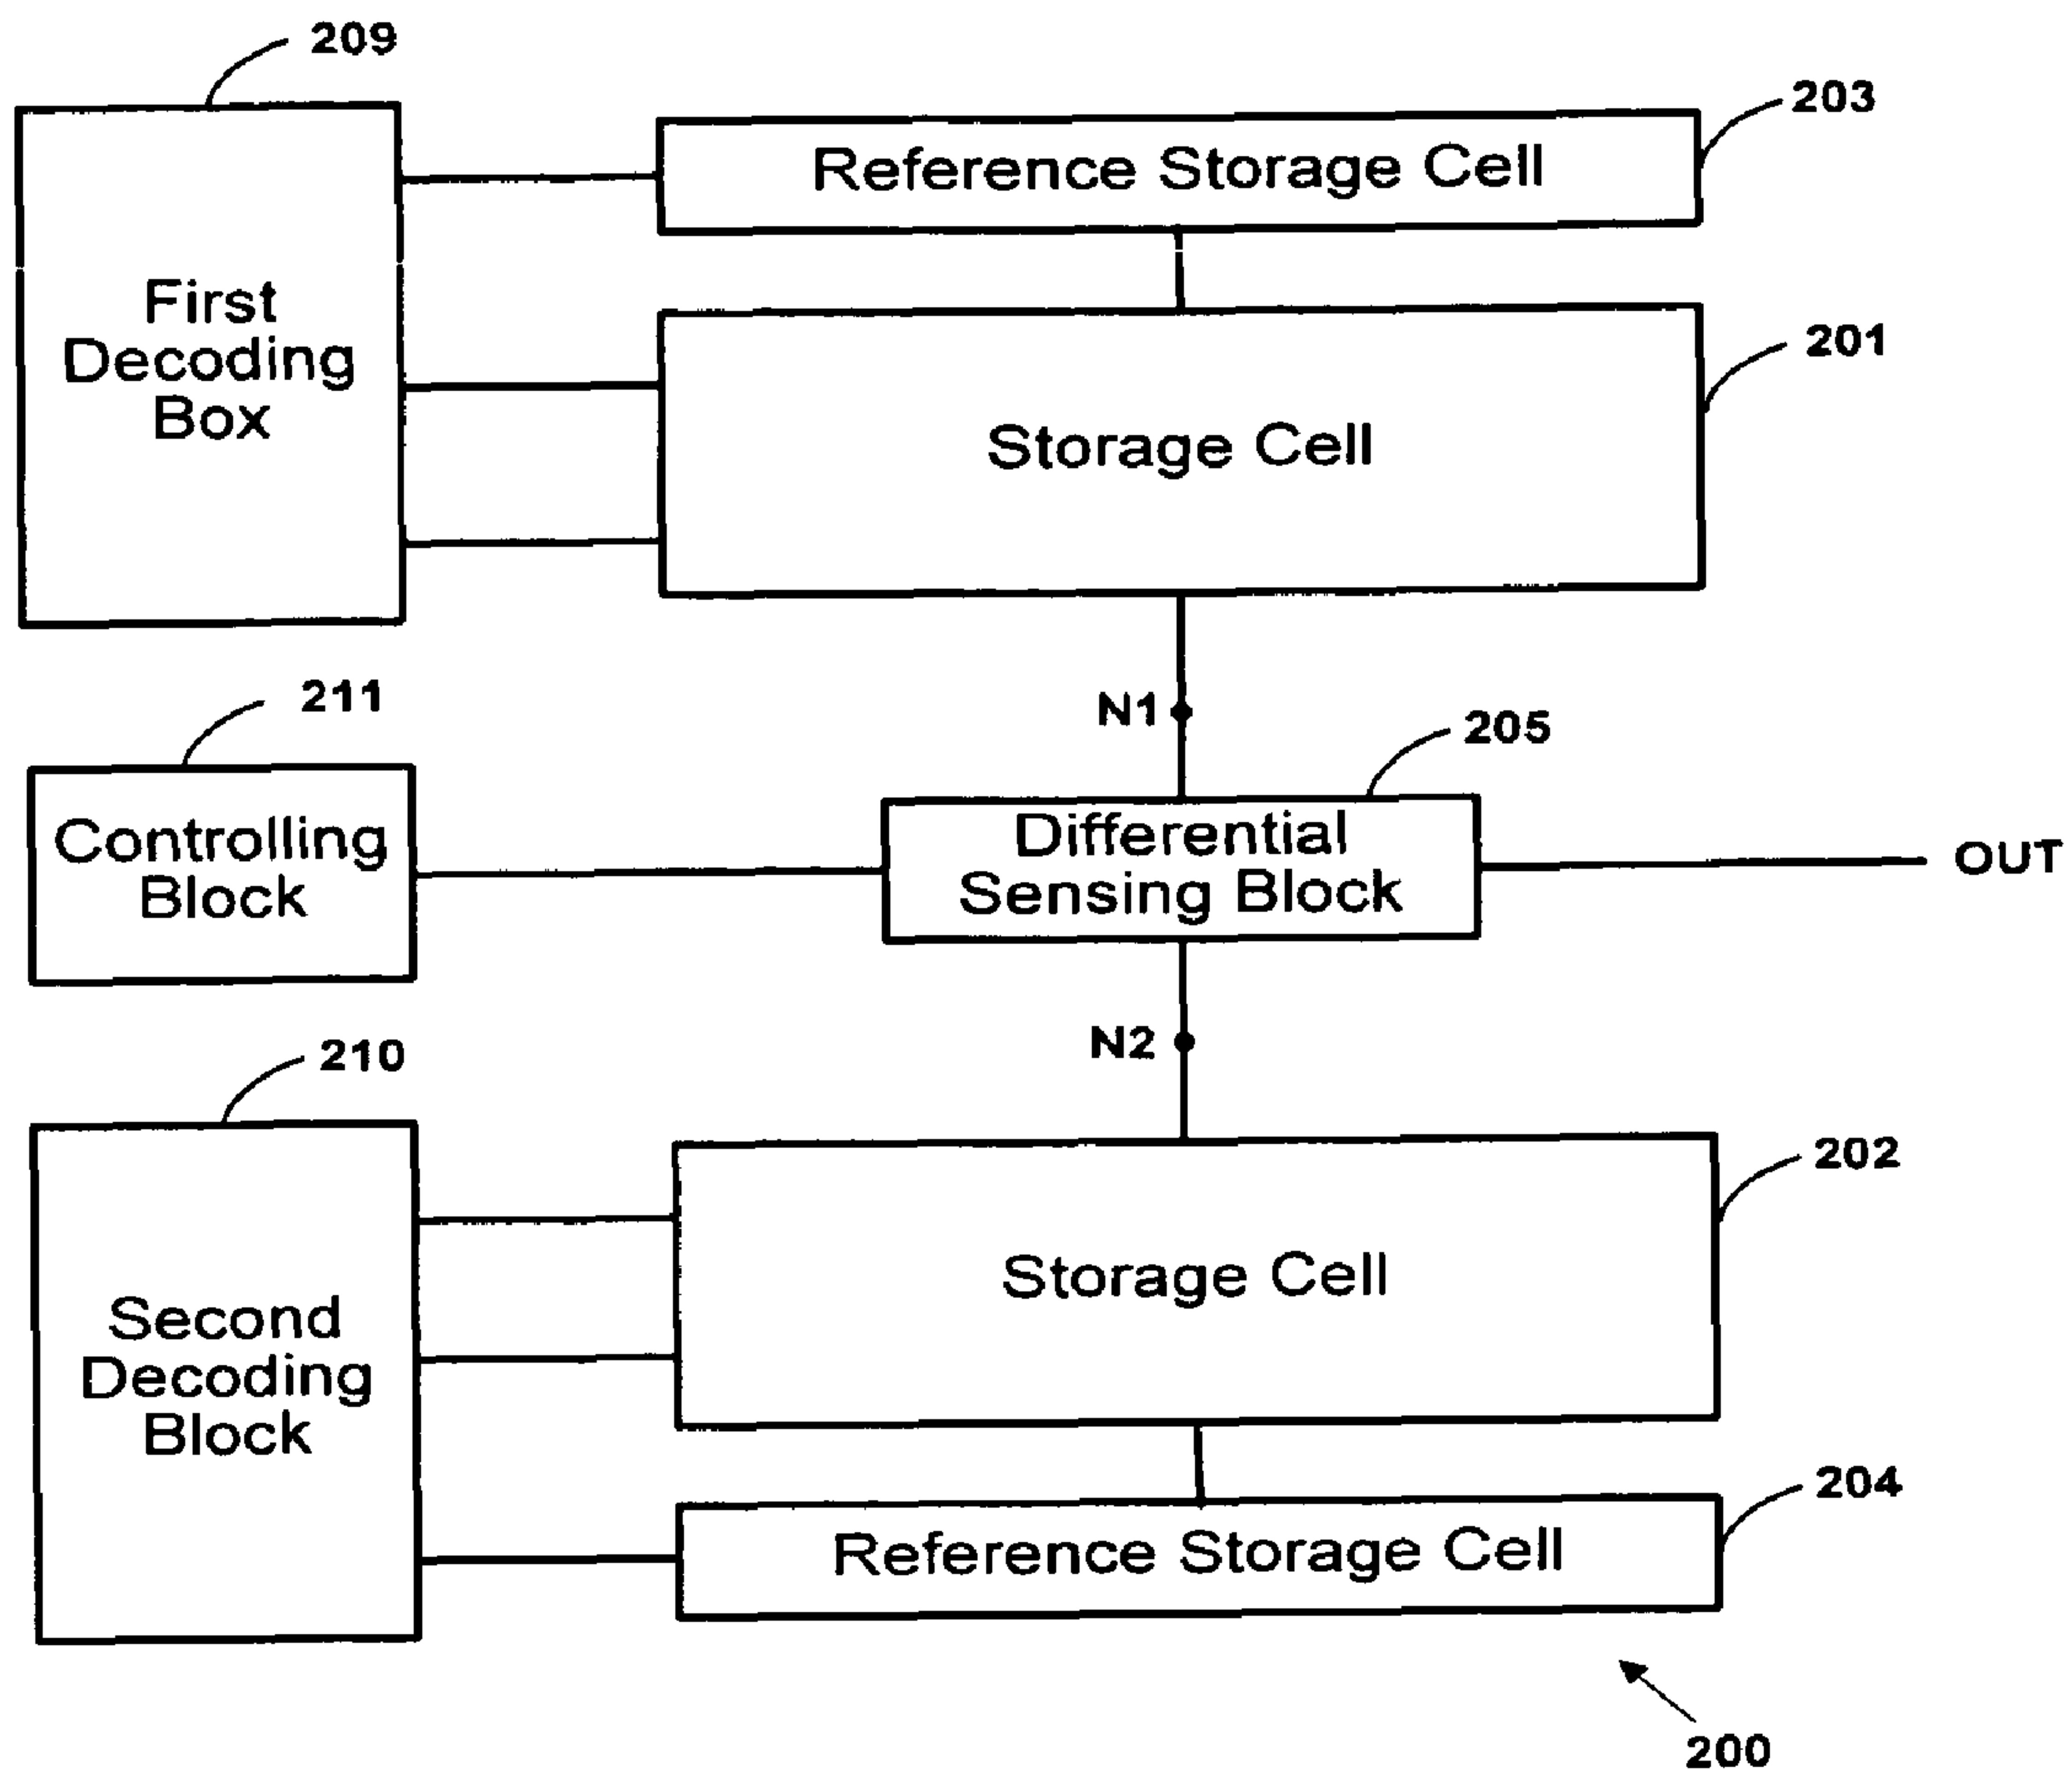 209
203
Reference Storage Cell
First
Decoding
Box
201
Storage Cell
211
N1
205
Controlling
Block
Differential
Sensing Block
OUT
210
N2
202
Second
Decoding
Block
Storage Cell
204
Reference Storage Cell
200